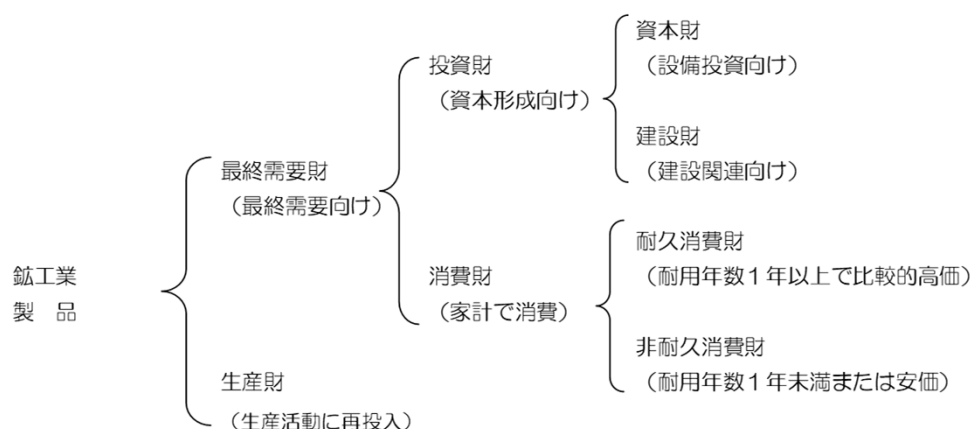 資本財
（設備投資向け）
投資財
（資本形成向け）
建設財
（建設関連向け）
最終需要財
（最終需要向け）
耐久消費財
（耐用年数１年以上で比較的高価）
鉱工業
製　品
消費財
（家計で消費）
非耐久消費財
（耐用年数１年未満または安価）
生産財
（生産活動に再投入）